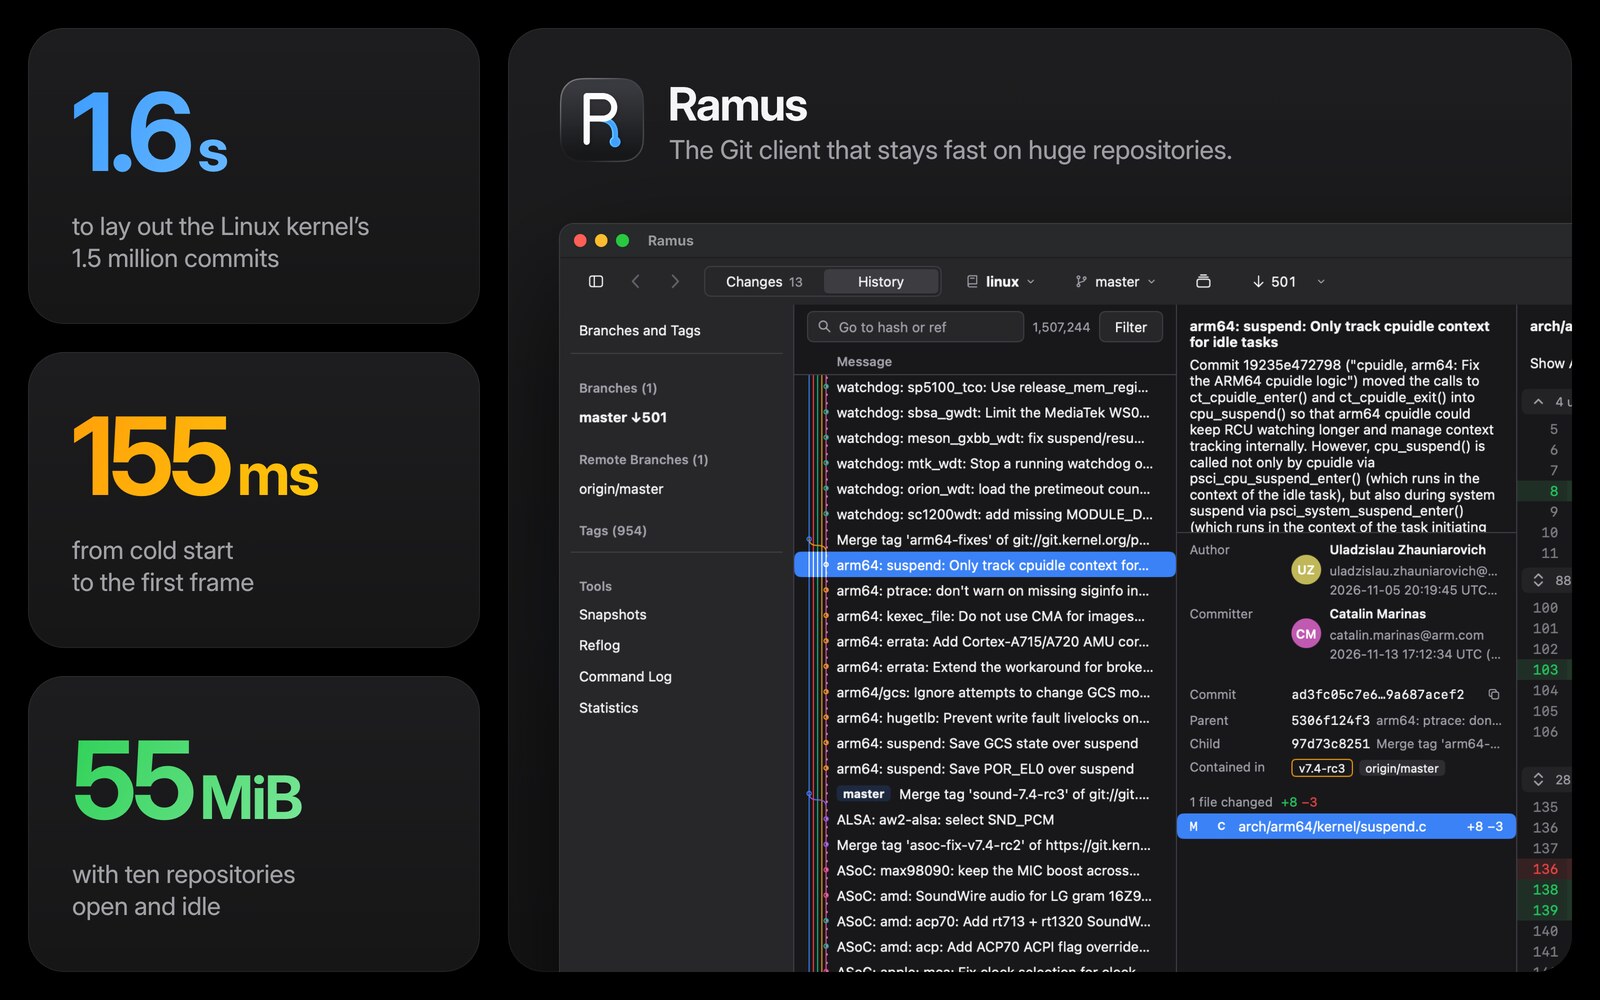 1.6 s
to lay out the Linux kernel’s
1.5 million commits
155 ms
from cold start
to the first frame
55 MiB
with ten repositories
open and idle
Ramus
The Git client that stays fast on huge repositories.
Ramus
Changes 13
History
linux
master
501
Branches and Tags
Branches (1)
master ↓501
Remote Branches (1)
origin/master
Tags (954)
Tools
Snapshots
Reflog
Command Log
Statistics
Go to hash or ref
1,507,244
Filter
Message
watchdog: sp5100_tco: Use release_mem_regi...
watchdog: sbsa_gwdt: Limit the MediaTek WS0...
watchdog: meson_gxbb_wdt: fix suspend/resu...
watchdog: mtk_wdt: Stop a running watchdog o...
watchdog: orion_wdt: load the pretimeout coun...
watchdog: sc1200wdt: add missing MODULE_D...
Merge tag 'arm64-fixes' of git://git.kernel.org/p...
arm64: suspend: Only track cpuidle context for...
arm64: ptrace: don't warn on missing siginfo in...
arm64: kexec_file: Do not use CMA for images...
arm64: errata: Add Cortex-A715/A720 AMU cor...
arm64: errata: Extend the workaround for broke...
arm64/gcs: Ignore attempts to change GCS mo...
arm64: hugetlb: Prevent write fault livelocks on...
arm64: suspend: Save GCS state over suspend
arm64: suspend: Save POR_EL0 over suspend
master Merge tag 'sound-7.4-rc3' of git://git....
ALSA: aw2-alsa: select SND_PCM
Merge tag 'asoc-fix-v7.4-rc2' of https://git.kern...
ASoC: max98090: keep the MIC boost across...
ASoC: amd: SoundWire audio for LG gram 16Z9...
ASoC: amd: acp70: Add rt713 + rt1320 SoundW...
ASoC: amd: acp: Add ACP70 ACPI flag override...
arm64: suspend: Only track cpuidle context
for idle tasks
Commit 19235e472798 ("cpuidle, arm64: Fix
the ARM64 cpuidle logic") moved the calls to
ct_cpuidle_enter() and ct_cpuidle_exit() into
cpu_suspend() so that arm64 cpuidle could
keep RCU watching longer and manage context
tracking internally. However, cpu_suspend() is
called not only by cpuidle via
psci_cpu_suspend_enter() (which runs in the
context of the idle task), but also during system
suspend via psci_system_suspend_enter()
(which runs in the context of the task initiating
Author
UZ
Uladzislau Zhauniarovich
uladzislau.zhauniarovich@...
2026-11-05 20:19:45 UTC...
Committer
CM
Catalin Marinas
catalin.marinas@arm.com
2026-11-13 17:12:34 UTC (...
Commit ad3fc05c7e6…9a687acef2
Parent 5306f124f3 arm64: ptrace: don...
Child 97d73c8251 Merge tag 'arm64-...
Contained in v7.4-rc3 origin/master
1 file changed +8 −3
M C arch/arm64/kernel/suspend.c +8 −3
arch/a
Show
4 u
5
6
7
8
9
10
11
88
100
101
102
103
104
105
106
28
135
136
137
136
138
139
140
141